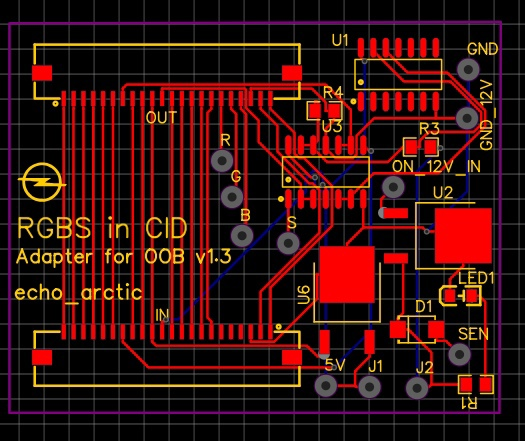 U1
GND
GND_12V
R4
OUT
U3
R3
R
ON_12V_IN
G
U2
B
S
RGBS in CID
Adapter for OOB v1.3
LED1
echo_arctic
U6
IN
D1
SEN
5V
J1
J2
R1